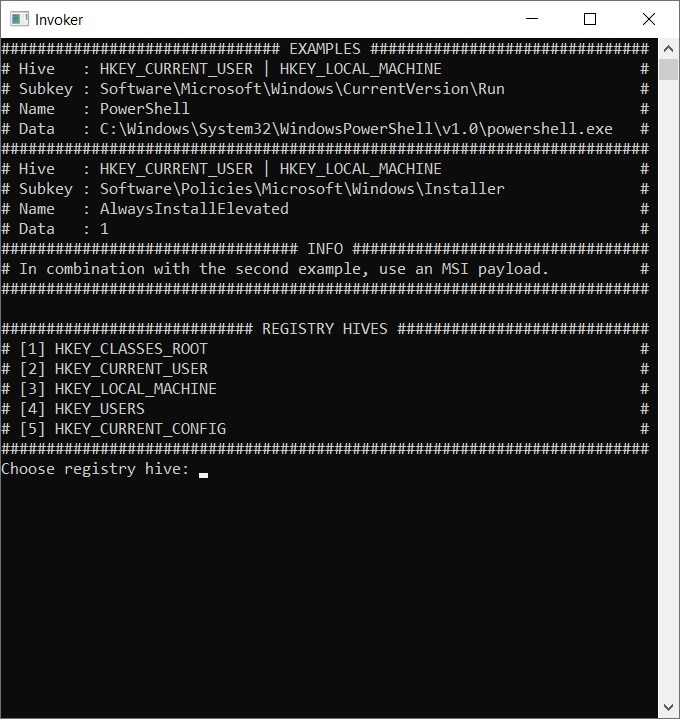 Invoker
############################### EXAMPLES ###############################
# Hive   : HKEY_CURRENT_USER | HKEY_LOCAL_MACHINE                      #
# Subkey : Software\Microsoft\Windows\CurrentVersion\Run               #
# Name   : PowerShell                                                  #
# Data   : C:\Windows\System32\WindowsPowerShell\v1.0\powershell.exe   #
########################################################################
# Hive   : HKEY_CURRENT_USER | HKEY_LOCAL_MACHINE                      #
# Subkey : Software\Policies\Microsoft\Windows\Installer               #
# Name   : AlwaysInstallElevated                                       #
# Data   : 1                                                           #
################################# INFO #################################
# In combination with the second example, use an MSI payload.          #
########################################################################
############################ REGISTRY HIVES ############################
# [1] HKEY_CLASSES_ROOT                                                #
# [2] HKEY_CURRENT_USER                                                #
# [3] HKEY_LOCAL_MACHINE                                               #
# [4] HKEY_USERS                                                       #
# [5] HKEY_CURRENT_CONFIG                                              #
########################################################################
Choose registry hive: